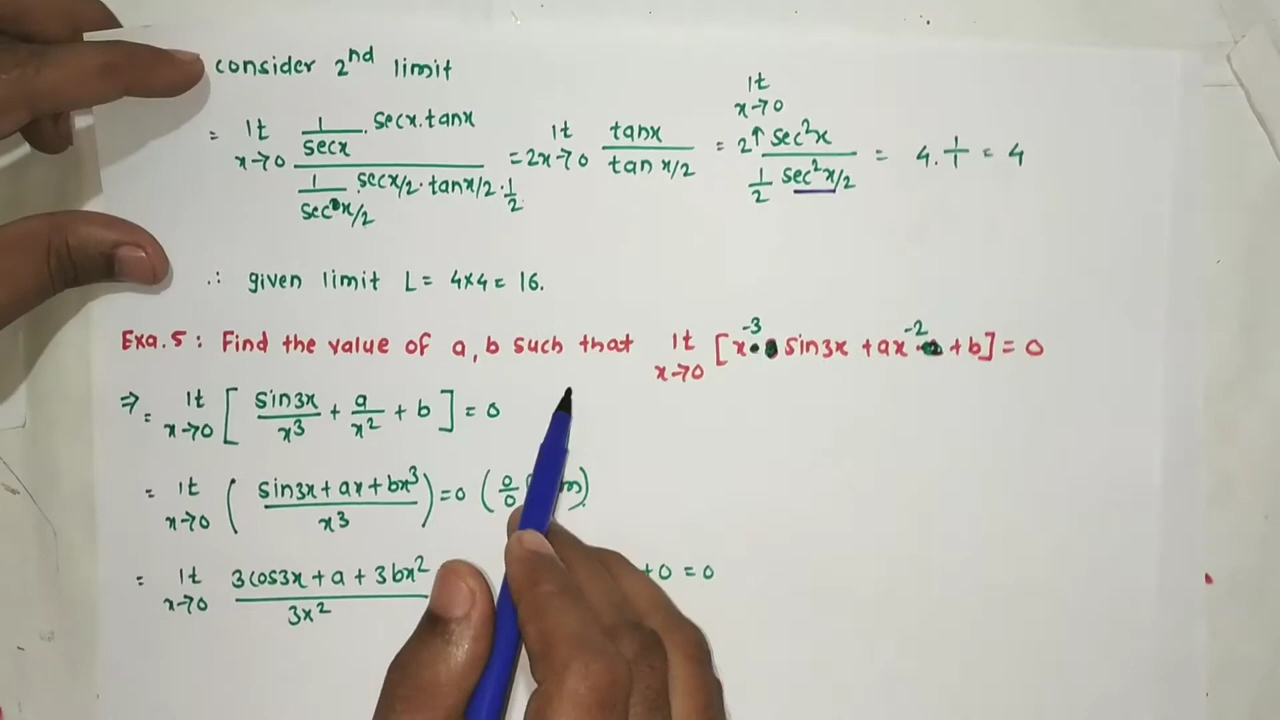 consider 2nd limit
= lt x→0 (1/secx · secx.tanx) / (1/sec x/2 · secx/2 · tanx/2 · 1/2) = 2 lt x→0 tanx / tan x/2 = lt x→0 2↑ sec²x / (1/2 sec²x/2) = 4. 1/1 = 4
∴ given limit L = 4×4 = 16.
Exa.5 : Find the value of a, b such that lt x→0 [x⁻³ sin3x + ax⁻² + b] = 0
⇒ = lt x→0 [ sin3x/x³ + a/x² + b ] = 0
= lt x→0 ( (sin3x + ax + bx³)/x³ ) = 0 ( 0/0
= lt x→0 (3cos3x + a + 3bx²)/3x² +0 = 0